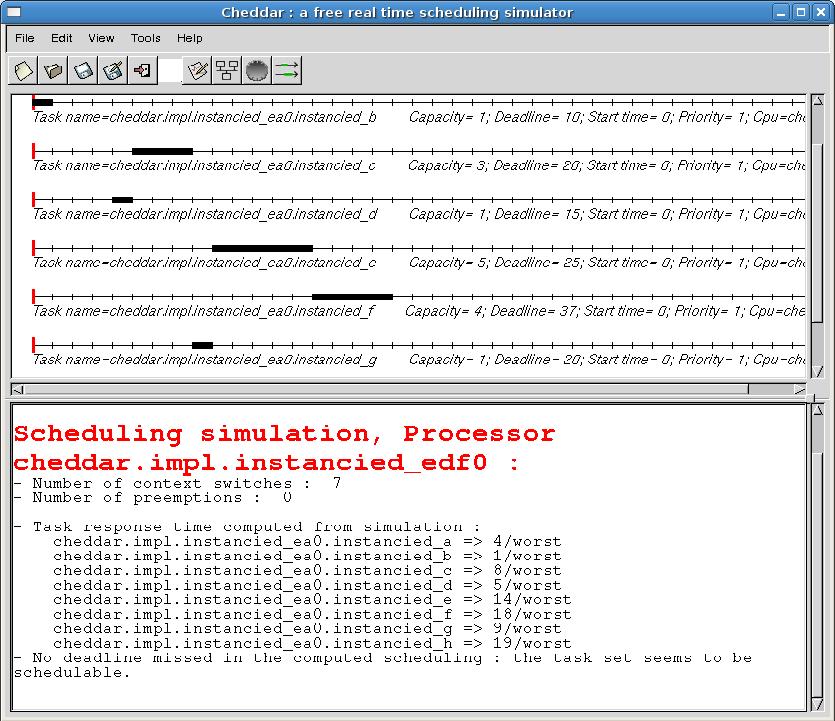 Cheddar : a free real time scheduling simulator
File Edit View Tools Help
Task name=cheddar.impl.instancied_ea0.instancied_b Capacity= 1; Deadline= 10; Start time= 0; Priority= 1; Cpu=che
Task name=cheddar.impl.instancied_ea0.instancied_c Capacity= 3; Deadline= 20; Start time= 0; Priority= 1; Cpu=che
Task name=cheddar.impl.instancied_ea0.instancied_d Capacity= 1; Deadline= 15; Start time= 0; Priority= 1; Cpu=che
Task name=cheddar.impl.instancied_ea0.instancied_e Capacity= 5; Deadline= 25; Start time= 0; Priority= 1; Cpu=che
Task name=cheddar.impl.instancied_ea0.instancied_f Capacity= 4; Deadline= 37; Start time= 0; Priority= 1; Cpu=che
Task name=cheddar.impl.instancied_ea0.instancied_g Capacity= 1; Deadline= 20; Start time= 0; Priority= 1; Cpu=che
Scheduling simulation, Processor
cheddar.impl.instancied_edf0 :
- Number of context switches : 7
- Number of preemptions : 0
- Task response time computed from simulation :
cheddar.impl.instancied_ea0.instancied_a => 4/worst
cheddar.impl.instancied_ea0.instancied_b => 1/worst
cheddar.impl.instancied_ea0.instancied_c => 8/worst
cheddar.impl.instancied_ea0.instancied_d => 5/worst
cheddar.impl.instancied_ea0.instancied_e => 14/worst
cheddar.impl.instancied_ea0.instancied_f => 18/worst
cheddar.impl.instancied_ea0.instancied_g => 9/worst
cheddar.impl.instancied_ea0.instancied_h => 19/worst
- No deadline missed in the computed scheduling : the task set seems to be
schedulable.